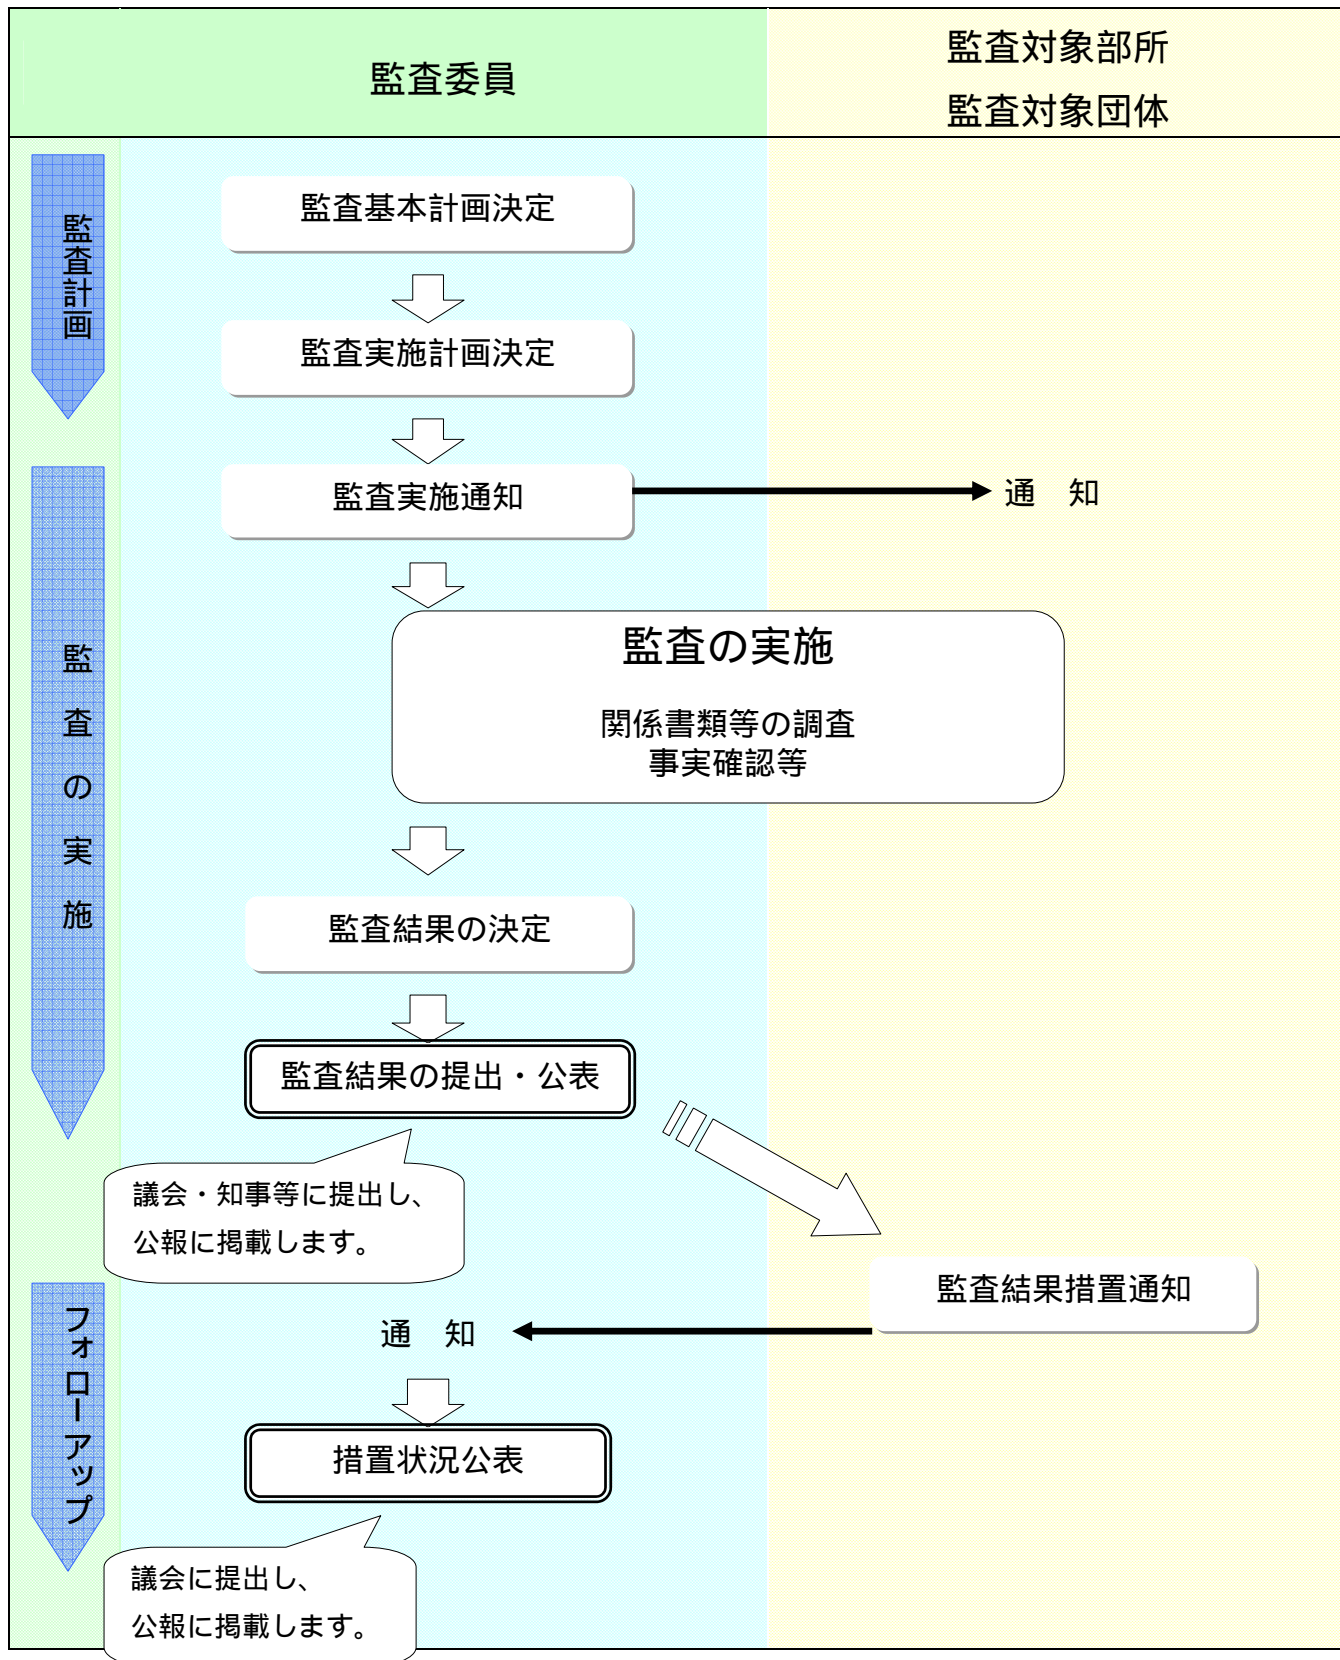 監査委員
監査対象部所
監査対象団体
監査計画
監査基本計画決定
監査実施計画決定
監査の実施
監査実施通知
通　知
監査の実施
関係書類等の調査
事実確認等
監査結果の決定
監査結果の提出・公表
議会・知事等に提出し、
公報に掲載します。
フォローアップ
監査結果措置通知
通　知
措置状況公表
議会に提出し、
公報に掲載します。